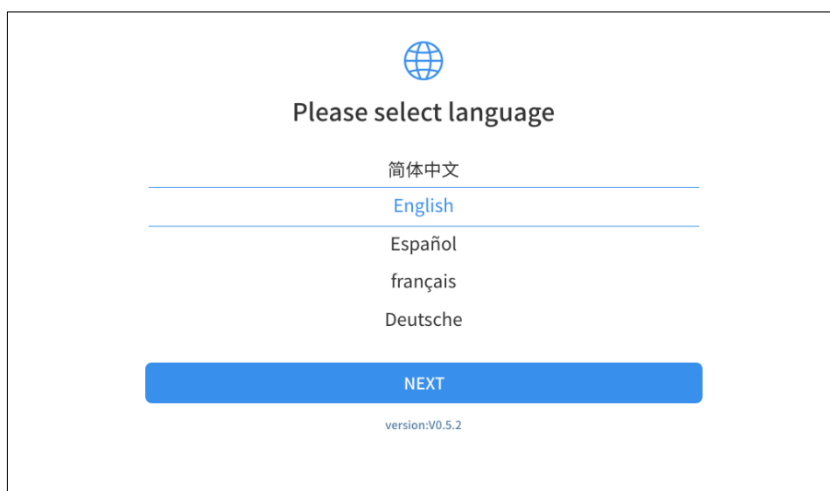 Please select language
简体中文
English
Español
français
Deutsche
NEXT
version:V0.5.2